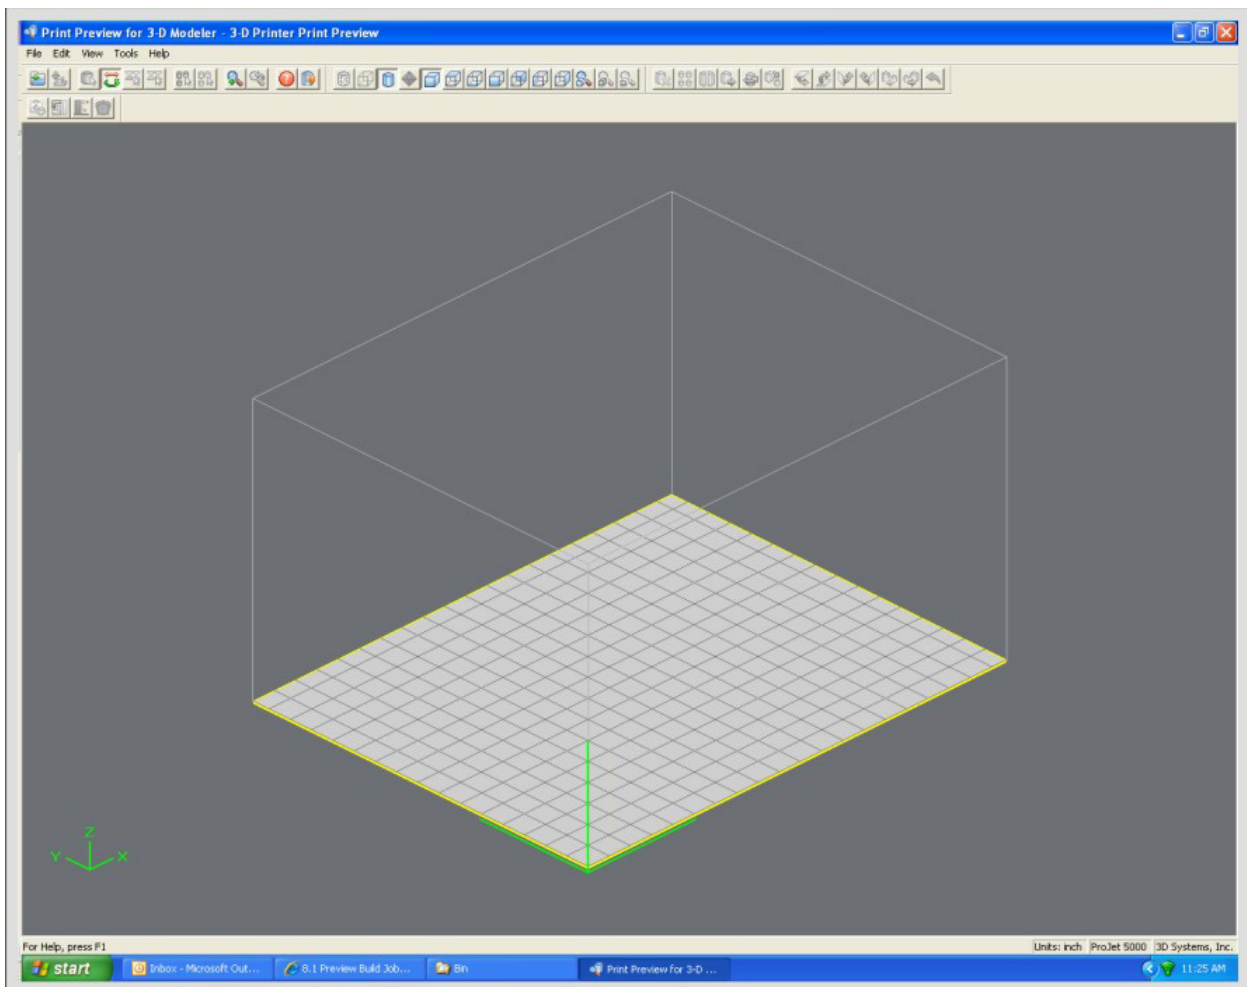 Print Preview for 3-D Modeler - 3-D Printer Print Preview
File Edit View Tools Help
Z
Y X
For Help, press F1
Units: inch ProJet 5000 3D Systems, Inc.
start Inbox - Microsoft Out... 8.1 Preview Build Job... Bin Print Preview for 3-D ... 11:25 AM